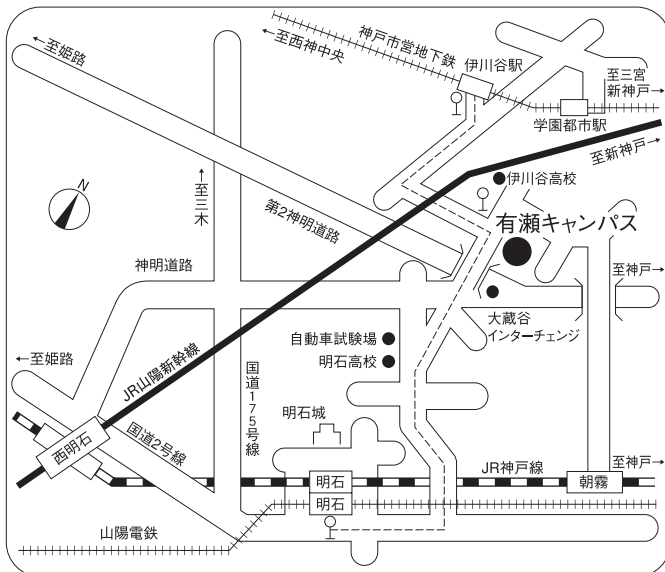 ←至姫路
神戸市営地下鉄
←至西神中央
伊川谷駅
至三宮
新神戸→
学園都市駅
至新神戸→
N
←至三木
第2神明道路
伊川谷高校
有瀬キャンパス
神明道路
至神戸→
大蔵谷
インターチェンジ
自動車試験場
明石高校
←至姫路
JR山陽新幹線
国道175号線
明石城
西明石
国道2号線
JR神戸線
至神戸→
明石
朝霧
明石
山陽電鉄